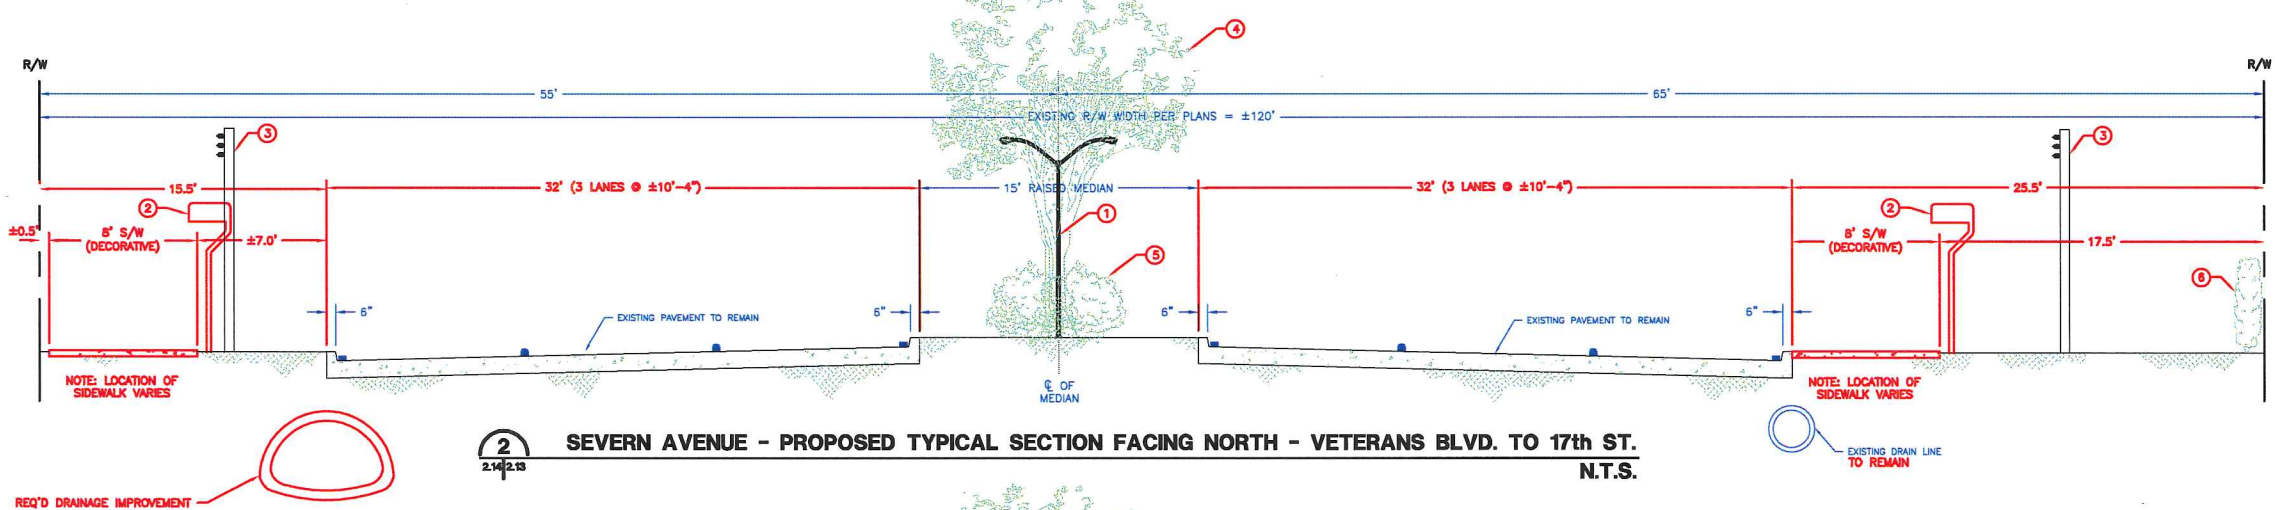 4
R/W
R/W
55'
65'
EXISTING R/W WIDTH PER PLANS = ±120'
3
3
15.5'
32' (3 LANES @ ±10'-4")
15' RAISED MEDIAN
32' (3 LANES @ ±10'-4")
25.5'
2
1
2
±0.5'
8' S/W
(DECORATIVE)
±7.0'
8' S/W
(DECORATIVE)
17.5'
5
6
6"
6"
6"
6"
EXISTING PAVEMENT TO REMAIN
EXISTING PAVEMENT TO REMAIN
NOTE: LOCATION OF
SIDEWALK VARIES
℄ OF
MEDIAN
NOTE: LOCATION OF
SIDEWALK VARIES
2
2.14 2.13
SEVERN AVENUE - PROPOSED TYPICAL SECTION FACING NORTH - VETERANS BLVD. TO 17th ST.
N.T.S.
EXISTING DRAIN LINE
TO REMAIN
REQ'D DRAINAGE IMPROVEMENT